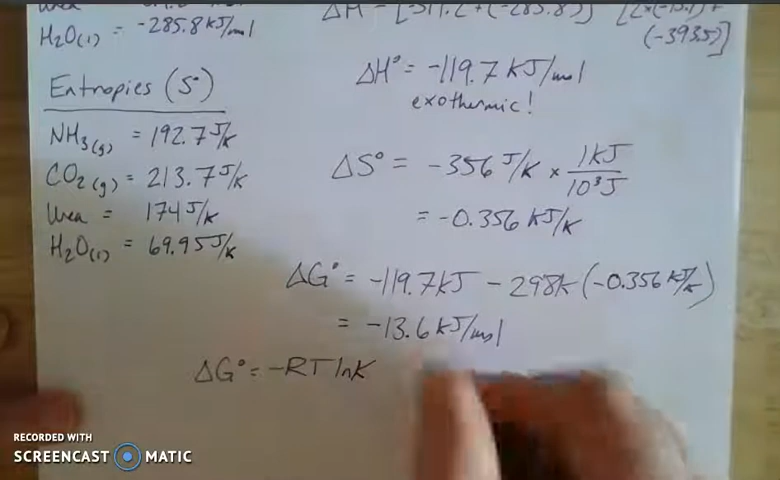 H₂O(l) = -285.8 kJ/mol
(-393.5)]
Entropies (S°)
ΔH° = -119.7 kJ/mol
exothermic!
NH₃(g) = 192.7 J/K
CO₂(g) = 213.7 J/K
Urea = 174 J/K
H₂O(l) = 69.95 J/K
ΔS° = -356 J/K × 1kJ / 10³J
= -0.356 kJ/K
ΔG° = -119.7 kJ - 298K (-0.356 kJ/K)
= -13.6 kJ/mol
ΔG° = -RT lnK
RECORDED WITH
SCREENCAST MATIC